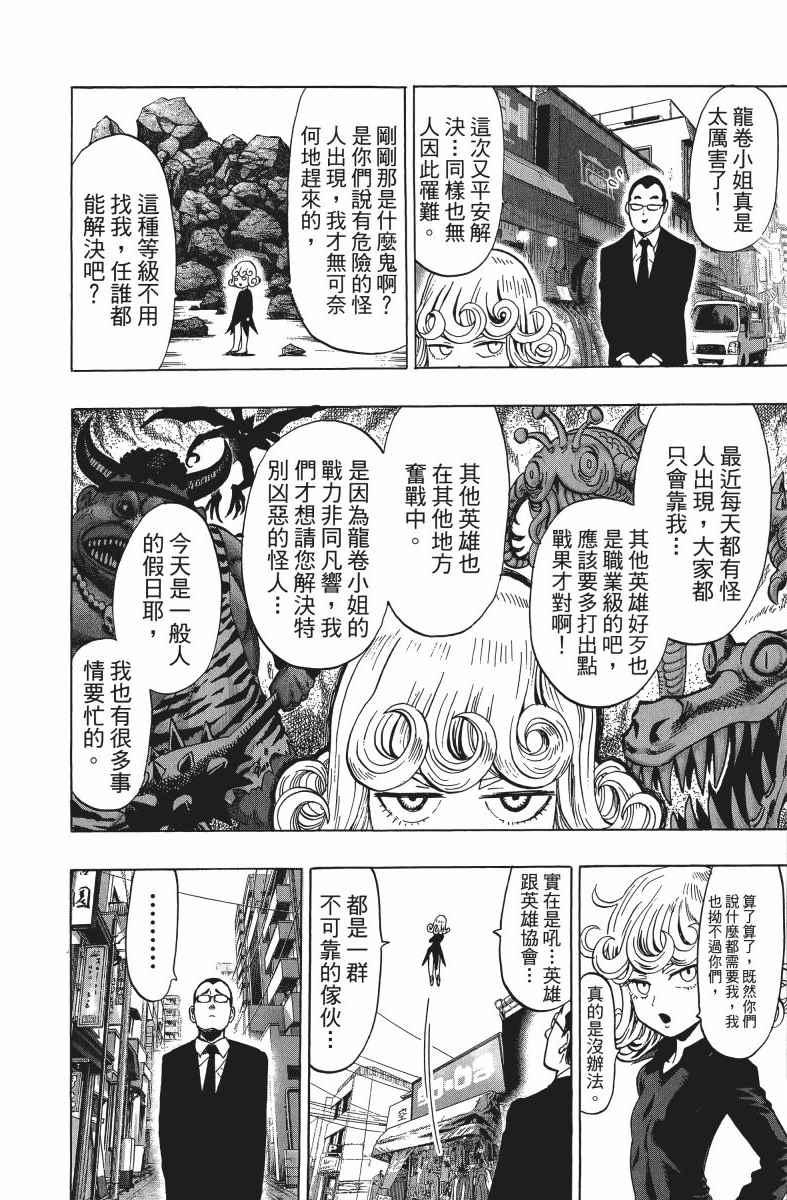 龍卷小姐真是
太厲害了！
這次又平安解
決…同樣也無
人因此罹難。
剛剛那是什麼鬼啊？
是你們說有危險的怪
人出現，我才無可奈
何地趕來的，
這種等級不用
找我，任誰都
能解決吧？
最近每天都有怪
人出現，大家都
只會靠我…
其他英雄好歹也
是職業級的吧，
應該要多打出點
戰果才對啊！
其他英雄也
在其他地方
奮戰中。
是因為龍卷小姐的
戰力非同凡響，我
們才想請您解決特
別凶惡的怪人…
今天是一般人
的假日耶，
我也有很多事
情要忙的。
算了算了，既然你們
說什麼都需要我，我
也拗不過你們，
真的是沒辦法。
實在是吼…英雄
跟英雄協會…
都是一群
不可靠的傢伙…
………